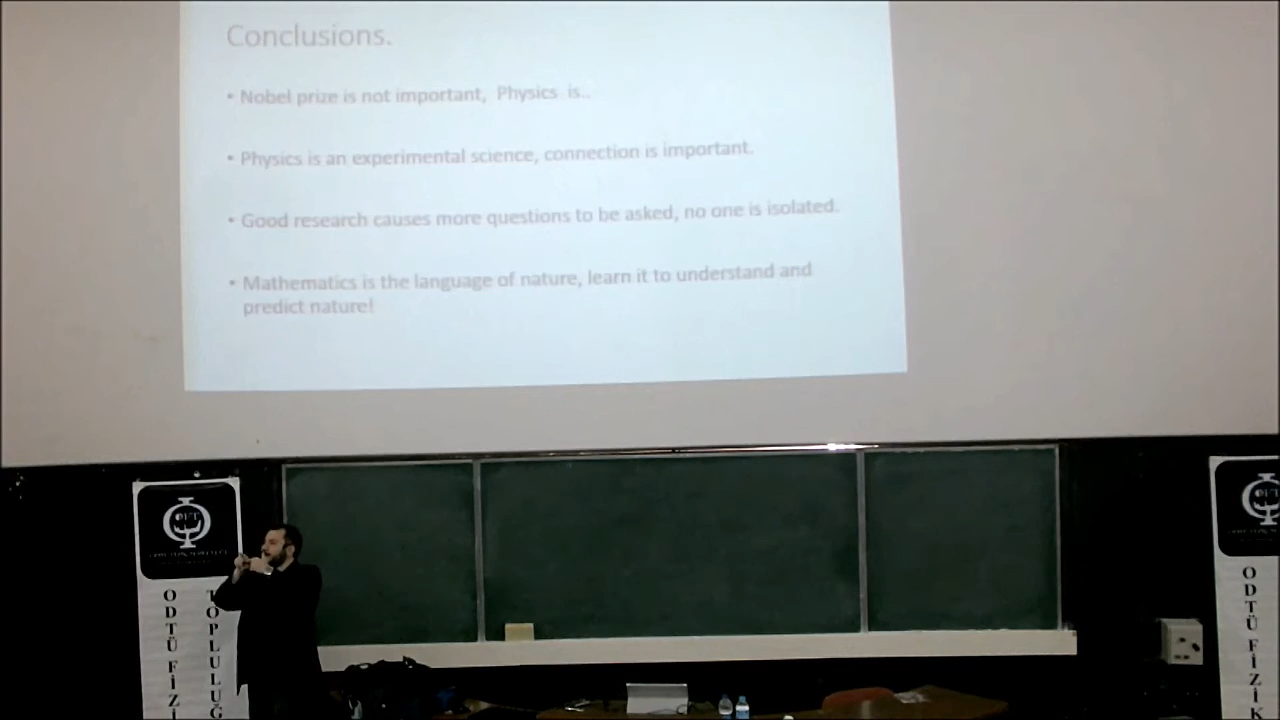 Conclusions.
• Nobel prize is not important, Physics is..
• Physics is an experimental science, connection is important.
• Good research causes more questions to be asked, no one is isolated.
• Mathematics is the language of nature, learn it to understand and
predict nature!
ODTÜ FİZİ
TOPLULUĞ
ODTÜ FİZİK